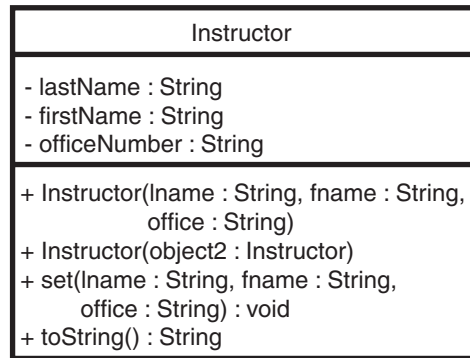 Instructor
- lastName : String
- firstName : String
- officeNumber : String
+ Instructor(lname : String, fname : String,
office : String)
+ Instructor(object2 : Instructor)
+ set(lname : String, fname : String,
office : String) : void
+ toString() : String